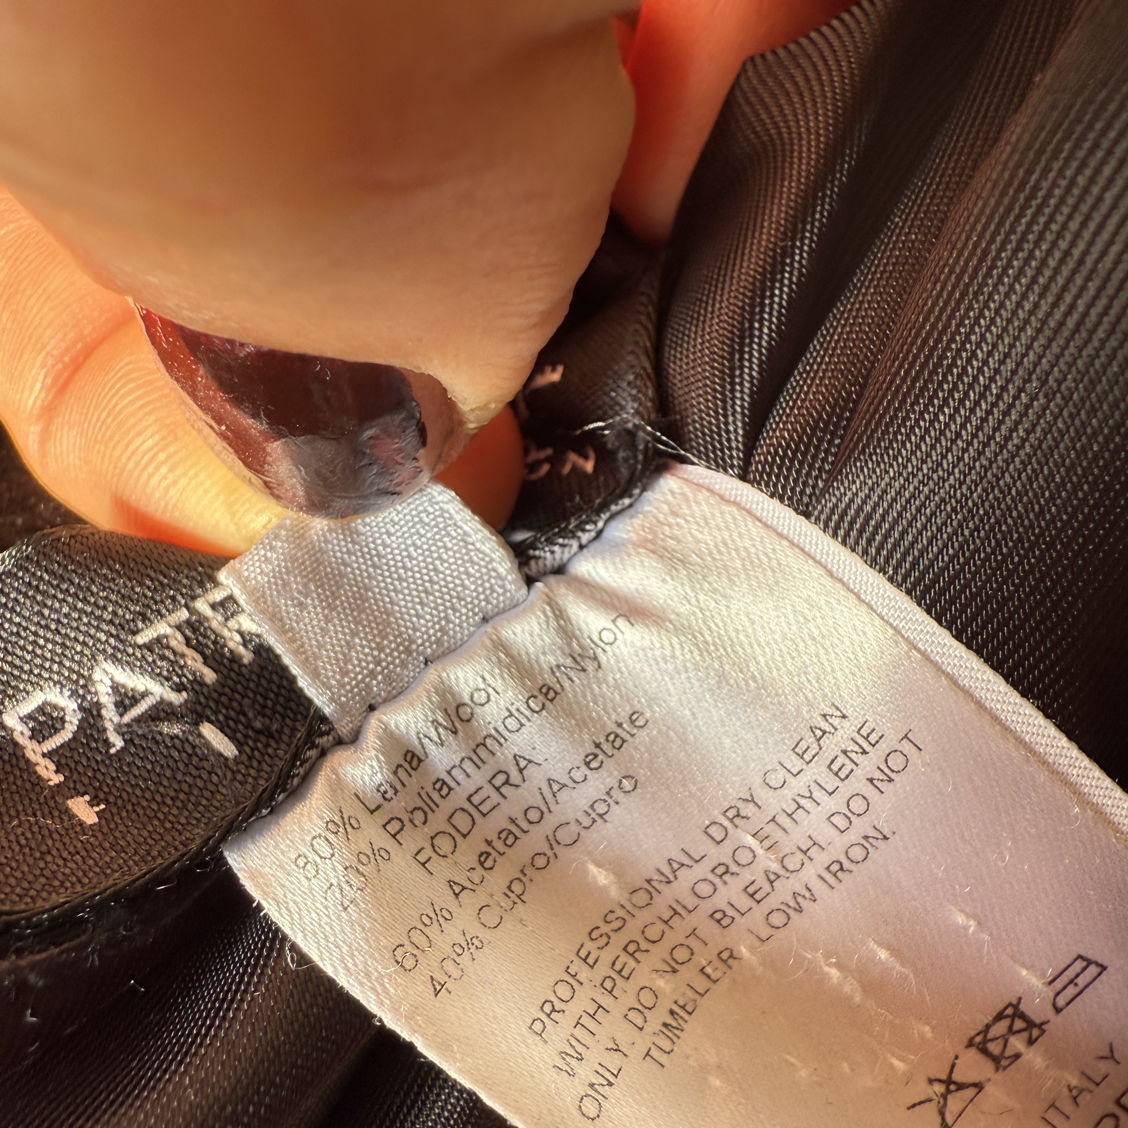 PATR
80% Lana/Wool
20% Poliammidica/Nylon
FODERA:
60% Acetato/Acetate
40% Cupro/Cupro
PROFESSIONAL DRY CLEAN
WITH PERCHLOROETHYLENE
ONLY. DO NOT BLEACH. DO NOT
TUMBLER LOW IRON.
ITALY